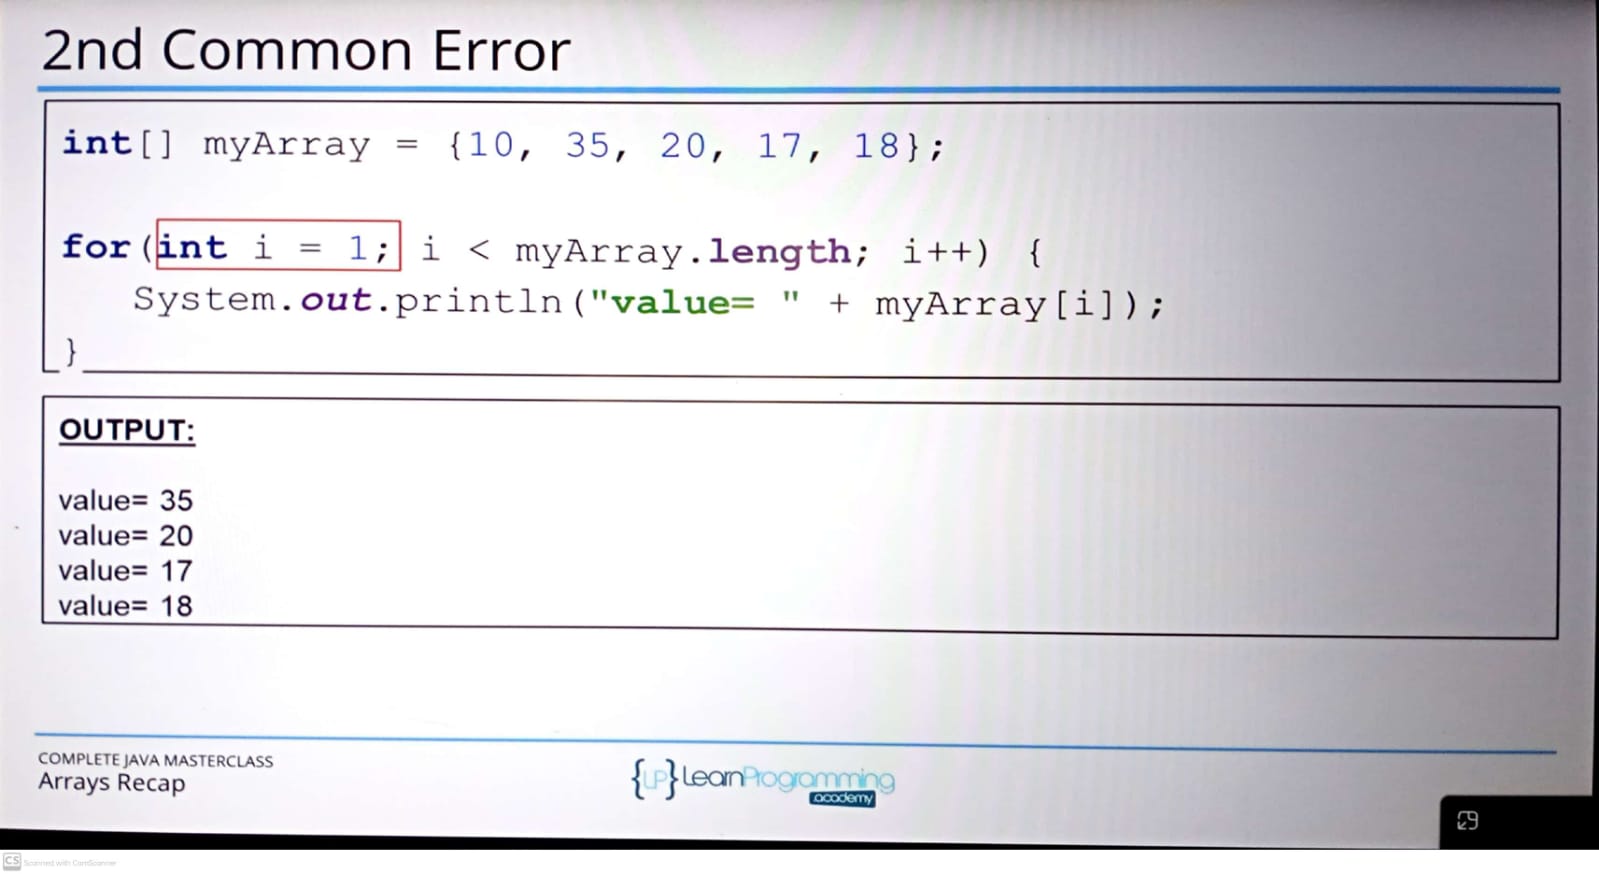 2nd Common Error
int[] myArray = {10, 35, 20, 17, 18};
for(int i = 1; i < myArray.length; i++) {
System.out.println("value= " + myArray[i]);
}
OUTPUT:
value= 35
value= 20
value= 17
value= 18
COMPLETE JAVA MASTERCLASS
Arrays Recap
{LP}LearnProgramming
academy
CS Scanned with CamScanner